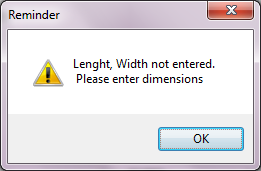 Reminder
Lenght, Width not entered.
Please enter dimensions
OK